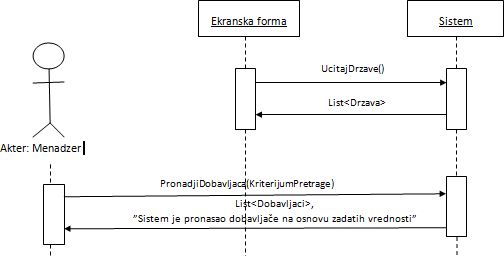 Ekranska forma
Sistem
UcitajDrzave()
List<Drzava>
Akter: Menadzer
PronadjiDobavljaca(KriterijumPretrage)
List<Dobavljaci>,
"Sistem je pronasao dobavljače na osnovu zadatih vrednosti"